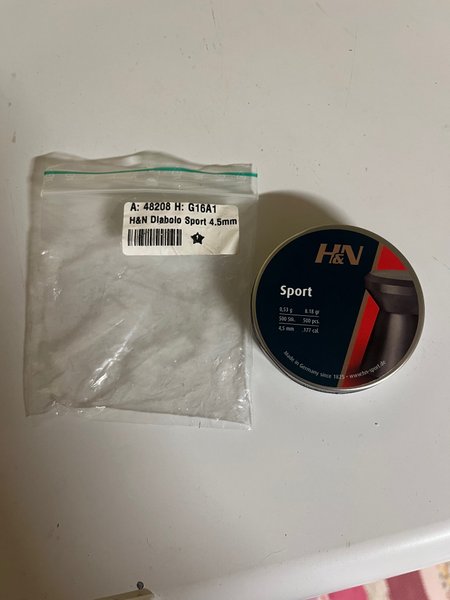 A: 48208 H: G16A1
H&N Diabolo Sport 4.5mm
1
H&N
Sport
0,53 g 8.18 gr
500 Stk. 500 pcs.
4,5 mm .177 cal.
Made in Germany since 1825 • www.hn-sport.de